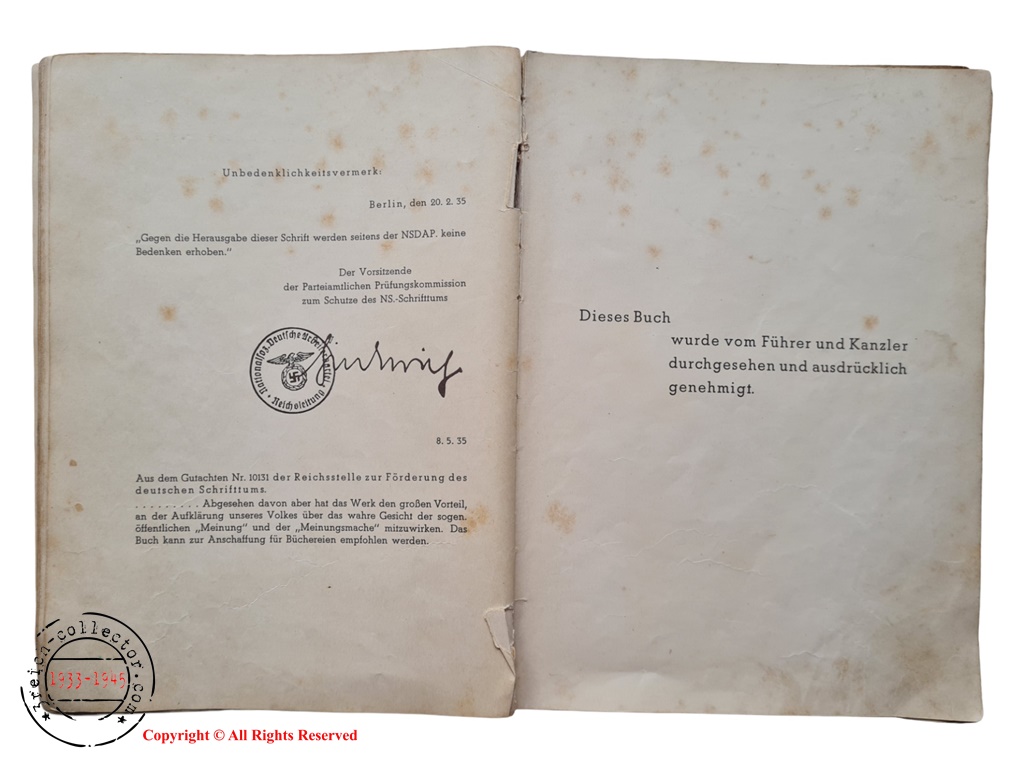 Unbedenklichkeitsvermerk:
Berlin, den 20. 2. 35
„Gegen die Herausgabe dieser Schrift werden seitens der NSDAP. keine
Bedenken erhoben.“
Der Vorsitzende
der Parteiamtlichen Prüfungskommission
zum Schutze des NS.-Schrifttums
Nationalsoz. Deutsche Arbeiterpartei
Reichsleitung
8. 5. 35
Aus dem Gutachten Nr. 10131 der Reichsstelle zur Förderung des
deutschen Schrifttums.
. . . . . . . . . Abgesehen davon aber hat das Werk den großen Vorteil,
an der Aufklärung unseres Volkes über das wahre Gesicht der sogen.
öffentlichen „Meinung“ und der „Meinungsmache“ mitzuwirken. Das
Buch kann zur Anschaffung für Büchereien empfohlen werden.
Dieses Buch
wurde vom Führer und Kanzler
durchgesehen und ausdrücklich
genehmigt.
3reich-collector.com
1933-1945
Copyright © All Rights Reserved